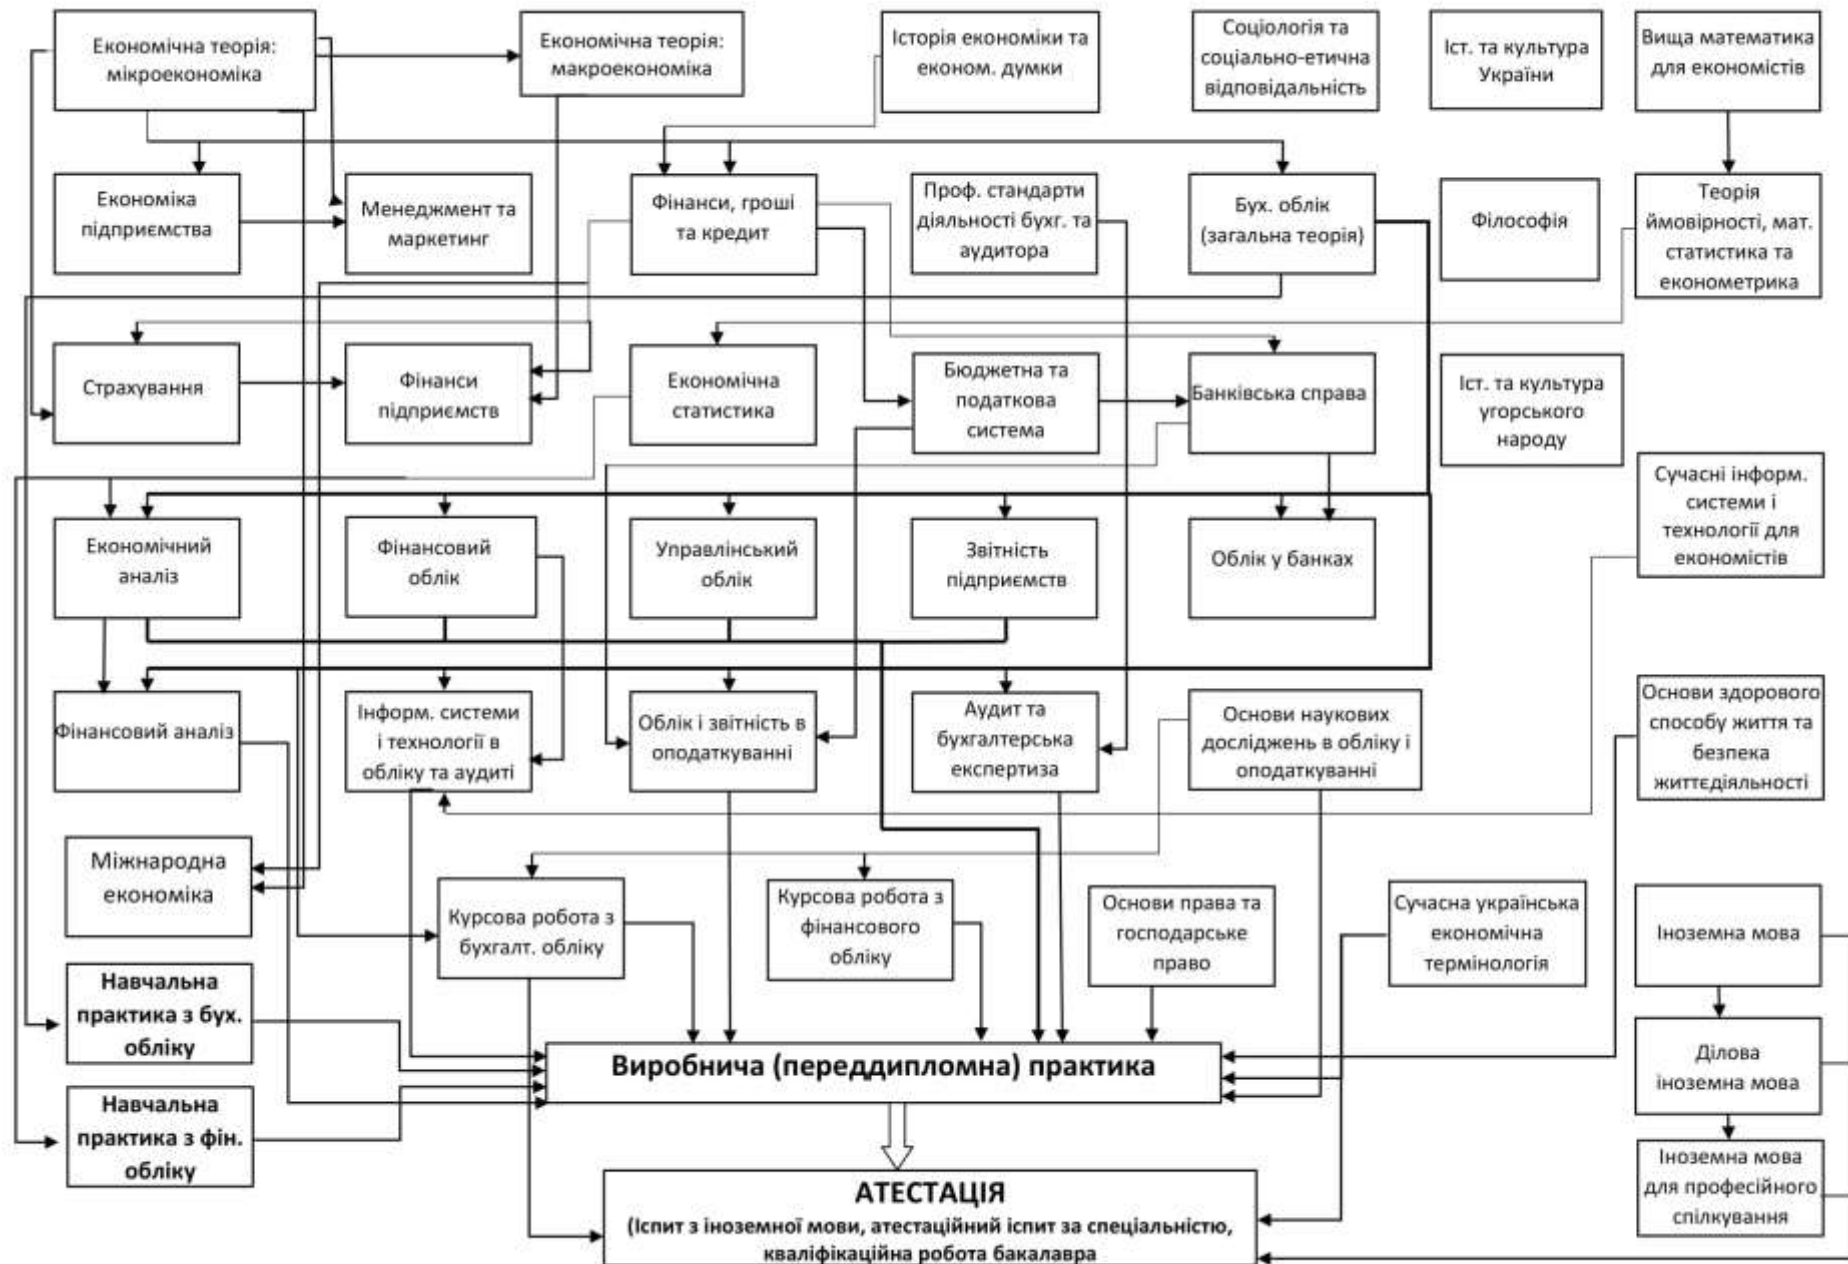 Економічна теорія:
мікроекономіка
Економічна теорія:
макроекономіка
Історія економіки та
економ. думки
Соціологія та
соціально-етична
відповідальність
Іст. та культура
України
Вища математика
для економістів
Економіка
підприємства
Менеджмент та
маркетинг
Фінанси, гроші
та кредит
Проф. стандарти
діяльності бухг. та
аудитора
Бух. облік
(загальна теорія)
Філософія
Теорія
ймовірності, мат.
статистика та
економетрика
Страхування
Фінанси
підприємств
Економічна
статистика
Бюджетна та
податкова
система
Банківська справа
Іст. та культура
угорського
народу
Сучасні інформ.
системи і
технології для
економістів
Економічний
аналіз
Фінансовий
облік
Управлінський
облік
Звітність
підприємств
Облік у банках
Фінансовий аналіз
Інформ. системи
і технології в
обліку та аудиті
Облік і звітність в
оподаткуванні
Аудит та
бухгалтерська
експертиза
Основи наукових
досліджень в обліку і
оподаткуванні
Основи здорового
способу життя та
безпека
життєдіяльності
Міжнародна
економіка
Курсова робота з
бухгалт. обліку
Курсова робота з
фінансового
обліку
Основи права та
господарське
право
Сучасна українська
економічна
термінологія
Іноземна мова
Навчальна
практика з бух.
обліку
Виробнича (переддипломна) практика
Ділова
іноземна мова
Навчальна
практика з фін.
обліку
Іноземна мова
для професійного
спілкування
АТЕСТАЦІЯ
(Іспит з іноземної мови, атестаційний іспит за спеціальністю,
кваліфікаційна робота бакалавра